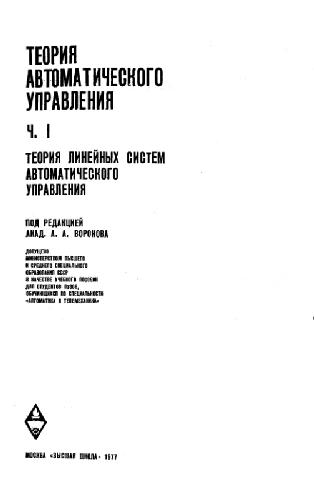 ТЕОРИЯ
АВТОМАТИЧЕСКОГО
УПРАВЛЕНИЯ
Ч. I
ТЕОРИЯ ЛИНЕЙНЫХ СИСТЕМ
АВТОМАТИЧЕСКОГО
УПРАВЛЕНИЯ
ПОД РЕДАКЦИЕЙ
АКАД. А. А. ВОРОНОВА
ДОПУЩЕНО
МИНИСТЕРСТВОМ ВЫСШЕГО
И СРЕДНЕГО СПЕЦИАЛЬНОГО
ОБРАЗОВАНИЯ СССР
В КАЧЕСТВЕ УЧЕБНОГО ПОСОБИЯ
ДЛЯ СТУДЕНТОВ ВУЗОВ,
ОБУЧАЮЩИХСЯ ПО СПЕЦИАЛЬНОСТИ
«АВТОМАТИКА И ТЕЛЕМЕХАНИКА»
МОСКВА «ВЫСШАЯ ШКОЛА» 1977